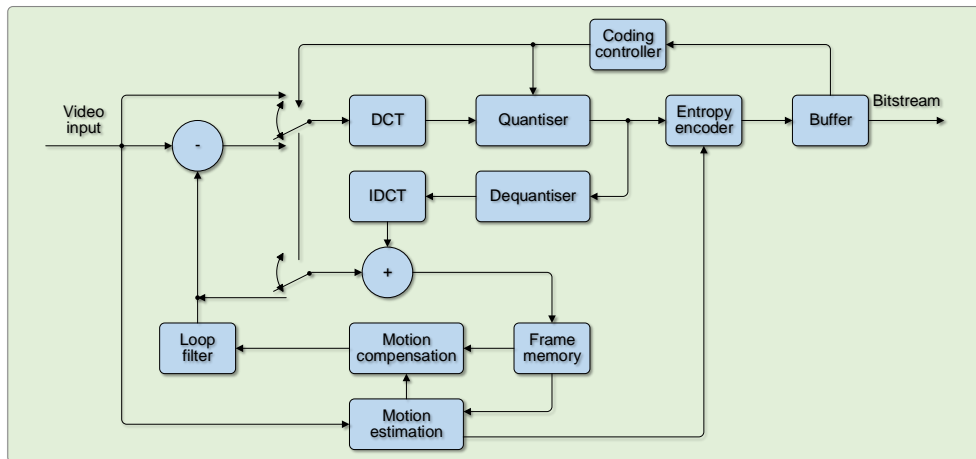 Coding
controller
Video
input
-
DCT
Quantiser
Entropy
encoder
Buffer
Bitstream
IDCT
Dequantiser
+
Loop
filter
Motion
compensation
Frame
memory
Motion
estimation